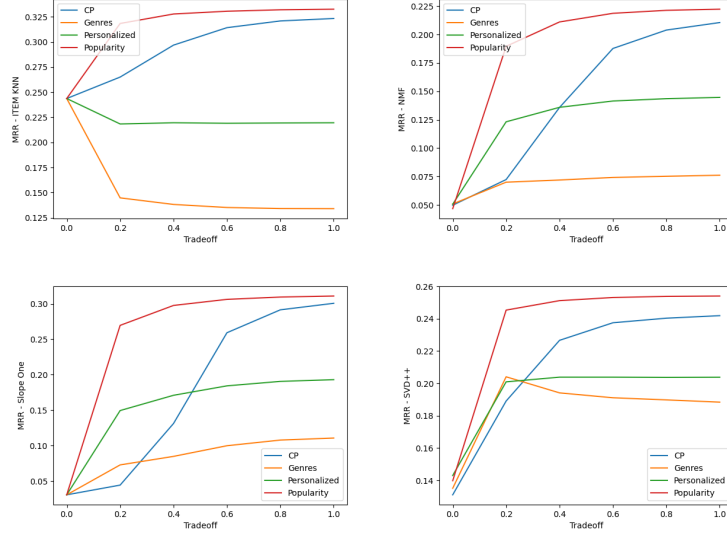 0.325
0.300
0.275
0.250
0.225
0.200
0.175
0.150
0.125
MRR - iTEM KNN
CP
Genres
Personalized
Popularity
0.0 0.2 0.4 0.6 0.8 1.0
Tradeoff
0.225
0.200
0.175
0.150
0.125
0.100
0.075
0.050
MRR - NMF
CP
Genres
Personalized
Popularity
0.0 0.2 0.4 0.6 0.8 1.0
Tradeoff
0.30
0.25
0.20
0.15
0.10
0.05
MRR - Slope One
CP
Genres
Personalized
Popularity
0.0 0.2 0.4 0.6 0.8 1.0
Tradeoff
0.26
0.24
0.22
0.20
0.18
0.16
0.14
MRR - SVD++
CP
Genres
Personalized
Popularity
0.0 0.2 0.4 0.6 0.8 1.0
Tradeoff